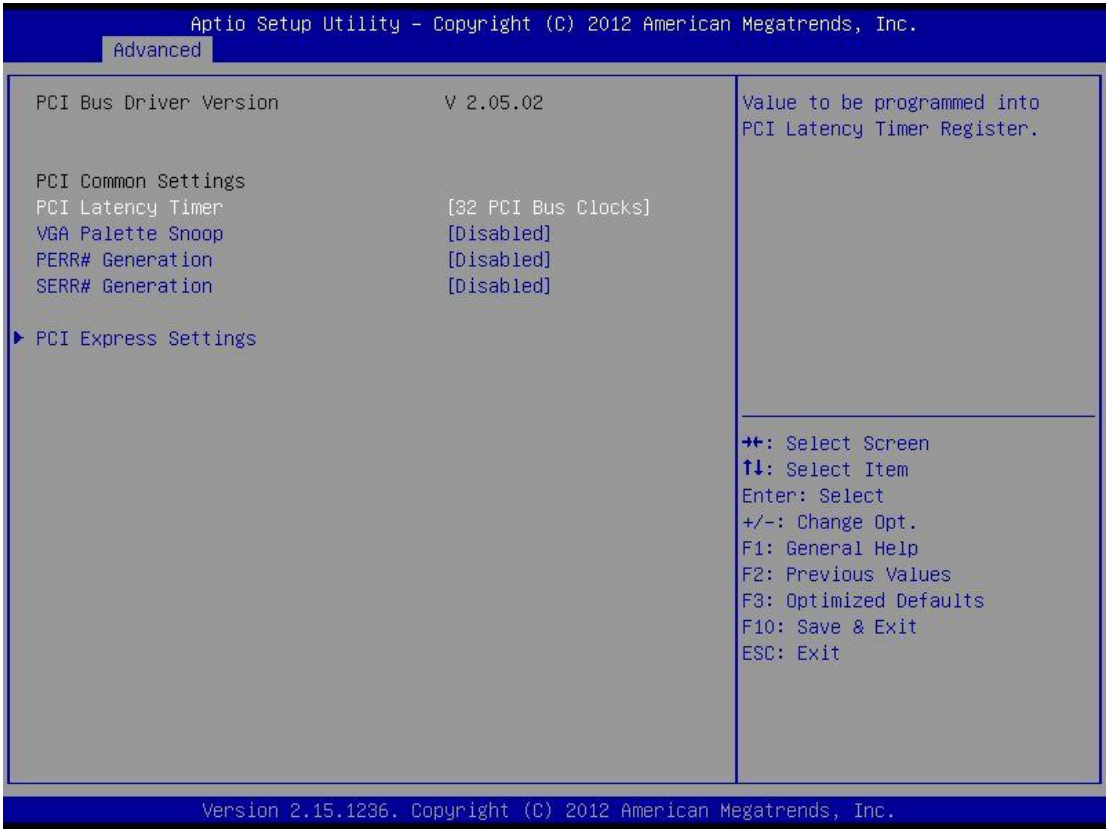 Aptio Setup Utility – Copyright (C) 2012 American Megatrends, Inc.
Advanced
PCI Bus Driver Version V 2.05.02
PCI Common Settings
PCI Latency Timer [32 PCI Bus Clocks]
VGA Palette Snoop [Disabled]
PERR# Generation [Disabled]
SERR# Generation [Disabled]
▶ PCI Express Settings
Value to be programmed into
PCI Latency Timer Register.
→←: Select Screen
↑↓: Select Item
Enter: Select
+/-: Change Opt.
F1: General Help
F2: Previous Values
F3: Optimized Defaults
F10: Save & Exit
ESC: Exit
Version 2.15.1236. Copyright (C) 2012 American Megatrends, Inc.